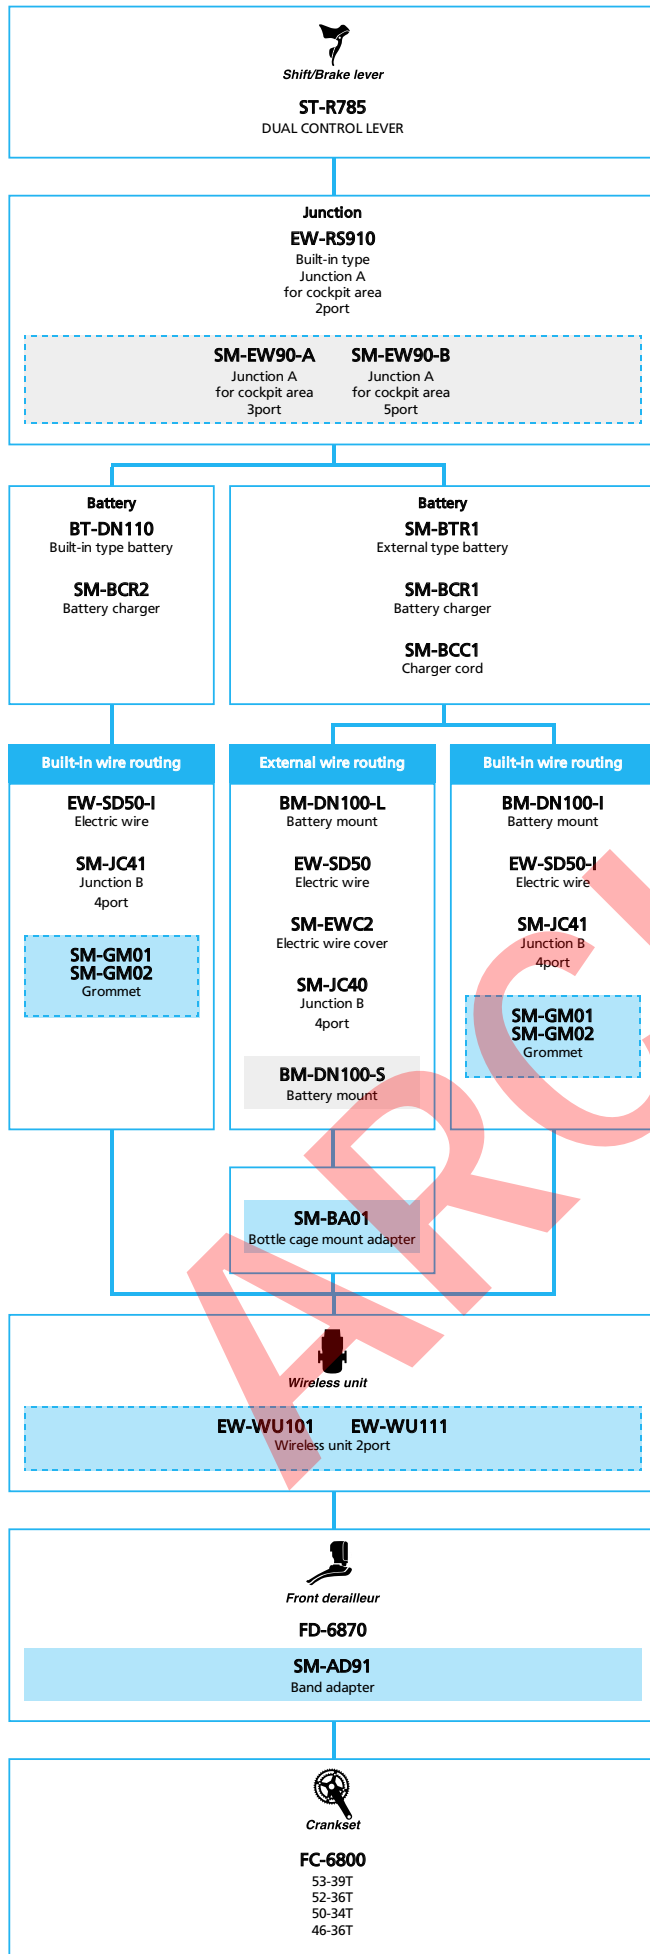 Shift/Brake lever
ST-R785
DUAL CONTROL LEVER
Junction
EW-RS910
Built-in type
Junction A
for cockpit area
2port
SM-EW90-A
Junction A
for cockpit area
3port
SM-EW90-B
Junction A
for cockpit area
5port
Battery
BT-DN110
Built-in type battery
SM-BCR2
Battery charger
Battery
SM-BTR1
External type battery
SM-BCR1
Battery charger
SM-BCC1
Charger cord
Built-in wire routing
EW-SD50-I
Electric wire
SM-JC41
Junction B
4port
SM-GM01
SM-GM02
Grommet
External wire routing
BM-DN100-L
Battery mount
EW-SD50
Electric wire
SM-EWC2
Electric wire cover
SM-JC40
Junction B
4port
BM-DN100-S
Battery mount
Built-in wire routing
BM-DN100-I
Battery mount
EW-SD50-I
Electric wire
SM-JC41
Junction B
4port
SM-GM01
SM-GM02
Grommet
SM-BA01
Bottle cage mount adapter
Wireless unit
EW-WU101 EW-WU111
Wireless unit 2port
Front derailleur
FD-6870
SM-AD91
Band adapter
Crankset
FC-6800
53-39T
52-36T
50-34T
46-36T